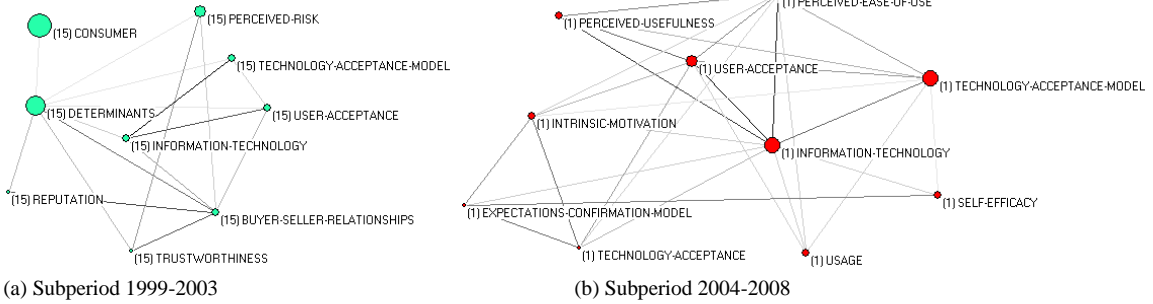 (15) CONSUMER
(15) PERCEIVED-RISK
(15) TECHNOLOGY-ACCEPTANCE-MODEL
(15) DETERMINANTS
(15) USER-ACCEPTANCE
(15) INFORMATION-TECHNOLOGY
(15) REPUTATION
(15) BUYER-SELLER-RELATIONSHIPS
(15) TRUSTWORTHINESS
(a) Subperiod 1999-2003
(1) PERCEIVED-EASE-OF-USE
(1) PERCEIVED-USEFULNESS
(1) USER-ACCEPTANCE
(1) TECHNOLOGY-ACCEPTANCE-MODEL
(1) INTRINSIC-MOTIVATION
(1) INFORMATION-TECHNOLOGY
(1) SELF-EFFICACY
(1) EXPECTATIONS-CONFIRMATION-MODEL
(1) TECHNOLOGY-ACCEPTANCE
(1) USAGE
(b) Subperiod 2004-2008